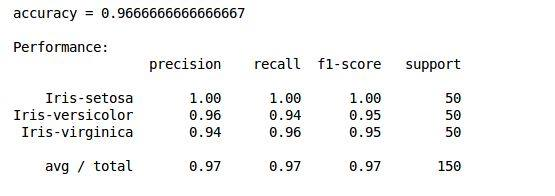 accuracy = 0.9666666666666667
Performance:
precision recall f1-score support
Iris-setosa 1.00 1.00 1.00 50
Iris-versicolor 0.96 0.94 0.95 50
Iris-virginica 0.94 0.96 0.95 50
avg / total 0.97 0.97 0.97 150